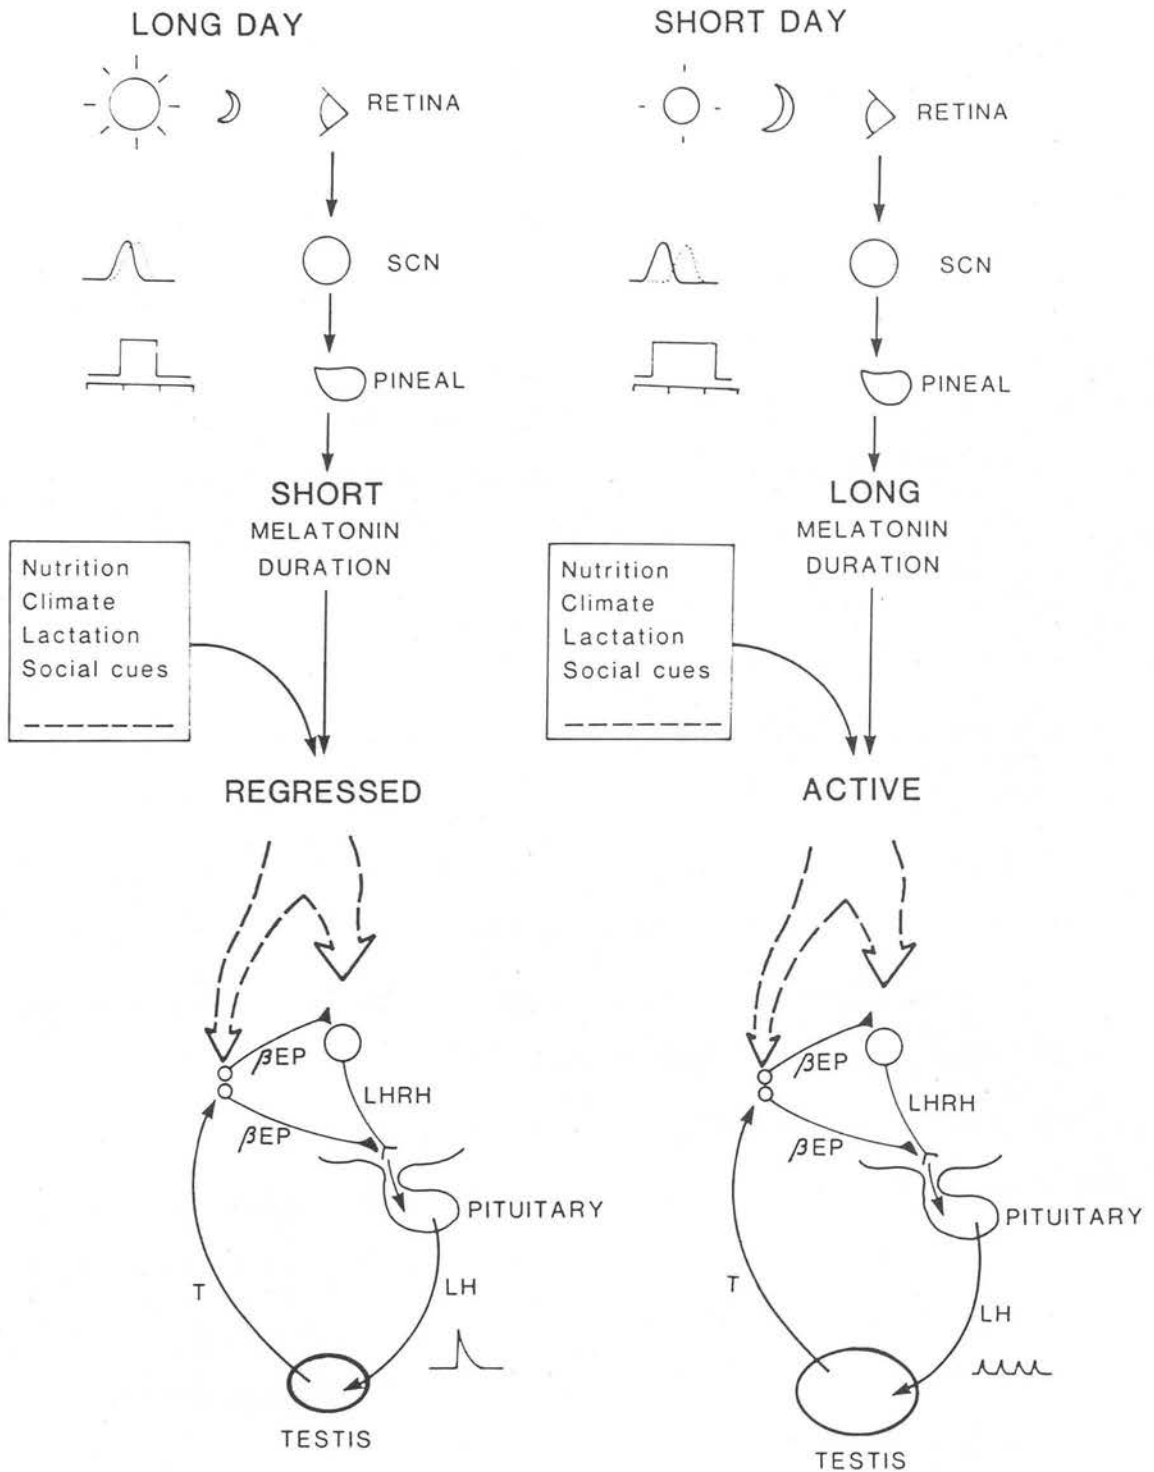 LONG DAY
RETINA
SCN
PINEAL
SHORT
MELATONIN
DURATION
Nutrition
Climate
Lactation
Social cues
REGRESSED
βEP
LHRH
βEP
PITUITARY
T
LH
TESTIS
SHORT DAY
RETINA
SCN
PINEAL
LONG
MELATONIN
DURATION
Nutrition
Climate
Lactation
Social cues
ACTIVE
βEP
LHRH
βEP
PITUITARY
T
LH
TESTIS